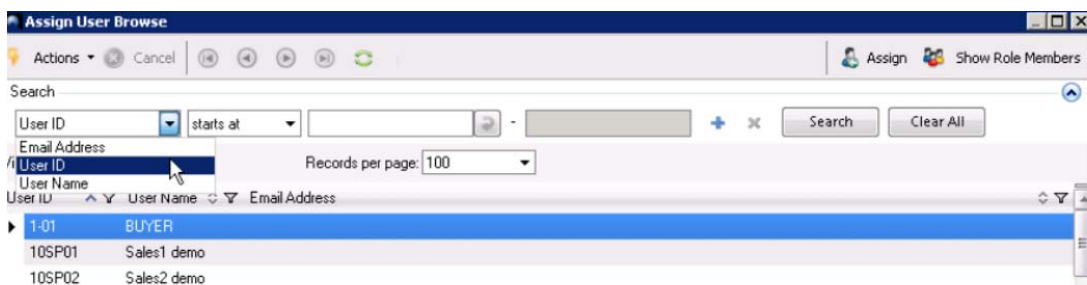 Assign User Browse
Actions Cancel Assign Show Role Members
Search
User ID starts at - Search Clear All
Email Address
User ID Records per page: 100
User Name
User ID User Name Email Address
1-01 BUYER
10SP01 Sales1 demo
10SP02 Sales2 demo